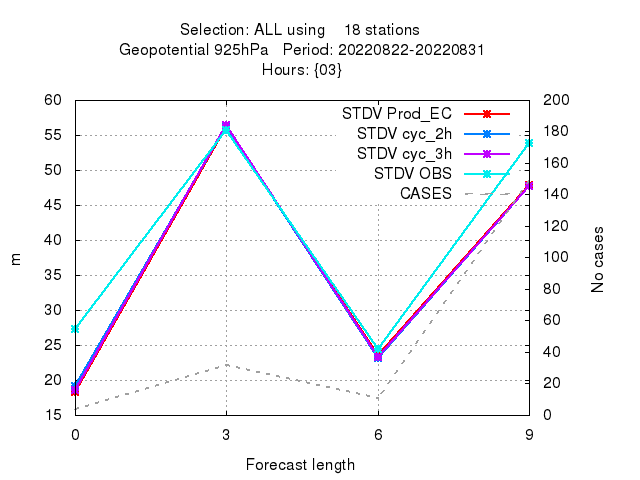 Selection: ALL using    18 stations
Geopotential 925hPa   Period: 20220822-20220831
Hours: {03}
STDV Prod_EC
STDV cyc_2h
STDV cyc_3h
STDV OBS
CASES
60
55
50
45
40
35
30
25
20
15
m
200
180
160
140
120
100
80
60
40
20
0
No cases
0 3 6 9
Forecast length